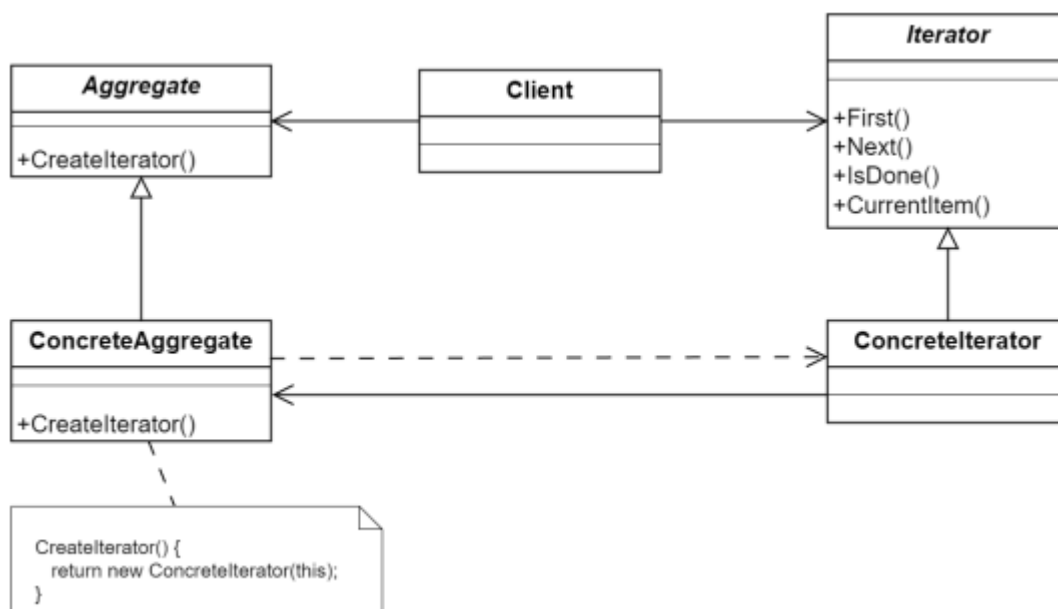 Aggregate
+CreateIterator()
Client
Iterator
+First()
+Next()
+IsDone()
+CurrentItem()
ConcreteAggregate
+CreateIterator()
ConcreteIterator
CreateIterator() {
return new ConcreteIterator(this);
}